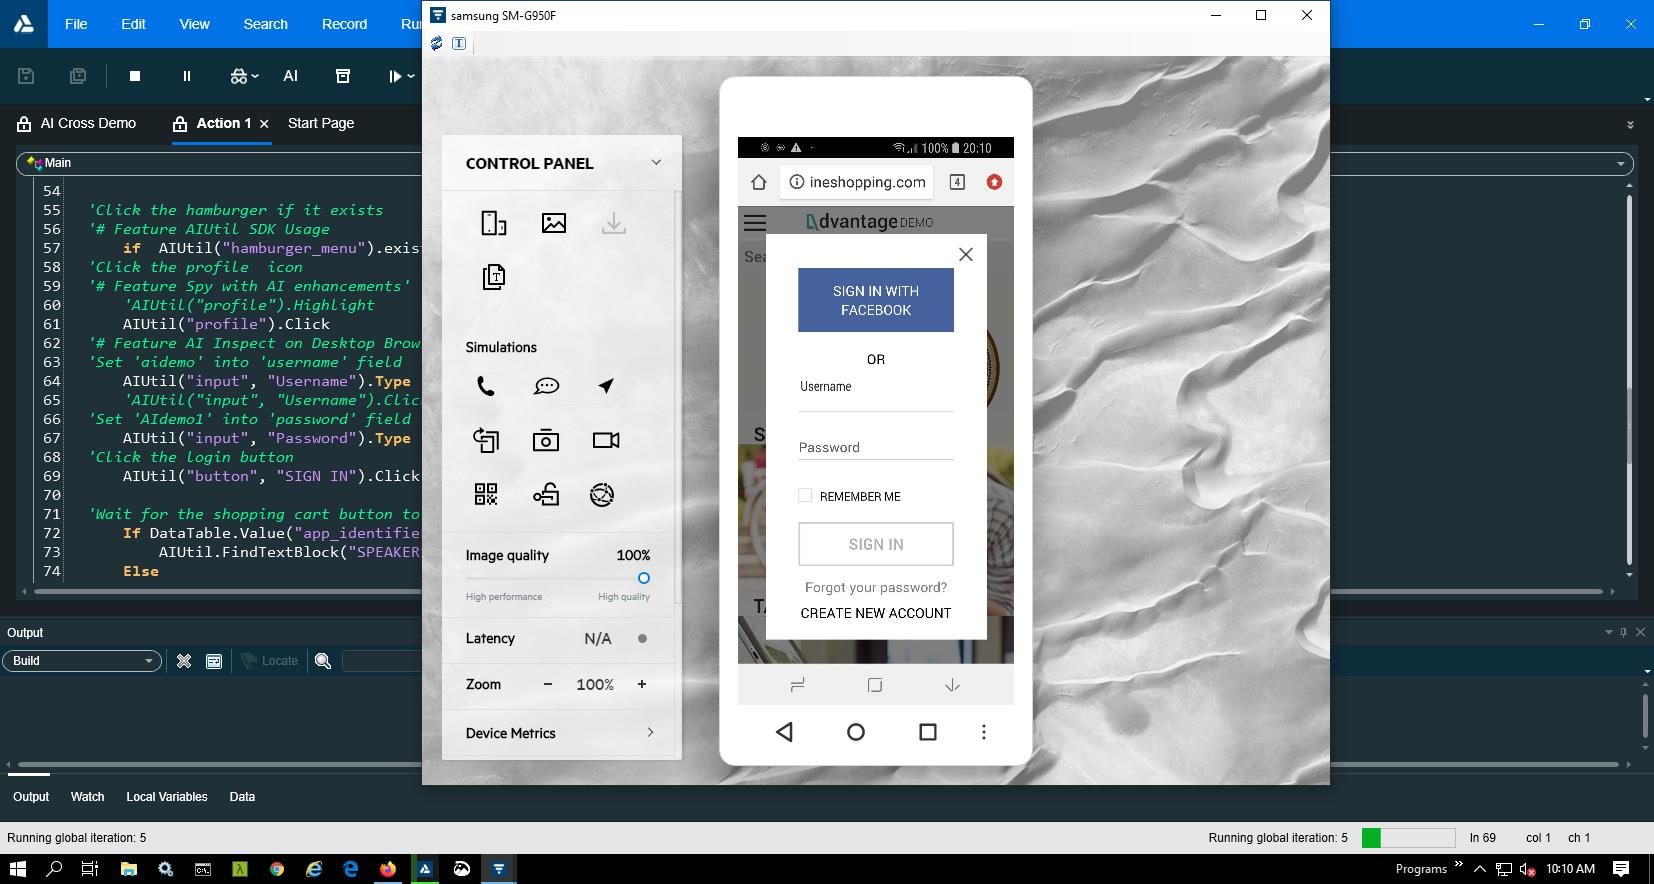 File Edit View Search Record Ru
samsung SM-G950F
T
AI
AI Cross Demo Action 1 × Start Page
Main
54
55 'Click the hamburger if it exists
56 '# Feature AIUtil SDK Usage
57 if AIUtil("hamburger_menu").exis
58 'Click the profile icon
59 '# Feature Spy with AI enhancements'
60 'AIUtil("profile").Highlight
61 AIUtil("profile").Click
62 '# Feature AI Inspect on Desktop Brow
63 'Set 'aidemo' into 'username' field
64 AIUtil("input", "Username").Type
65 'AIUtil("input", "Username").Clic
66 'Set 'AIdemo1' into 'password' field
67 AIUtil("input", "Password").Type
68 'Click the login button
69 AIUtil("button", "SIGN IN").Click
70
71 'Wait for the shopping cart button to
72 If DataTable.Value("app_identifie
73 AIUtil.FindTextBlock("SPEAKER
74 Else
CONTROL PANEL
T
Simulations
Image quality 100%
High performance High quality
Latency N/A
Zoom - 100% +
Device Metrics
100% 20:10
ineshopping.com 4
dvantage DEMO
Sea
SIGN IN WITH
FACEBOOK
OR
Username
S
Password
REMEMBER ME
SIGN IN
Forgot your password?
TA
CREATE NEW ACCOUNT
Output
Build Locate
Output Watch Local Variables Data
Running global iteration: 5 Running global iteration: 5 ln 69 col 1 ch 1
Programs 10:10 AM